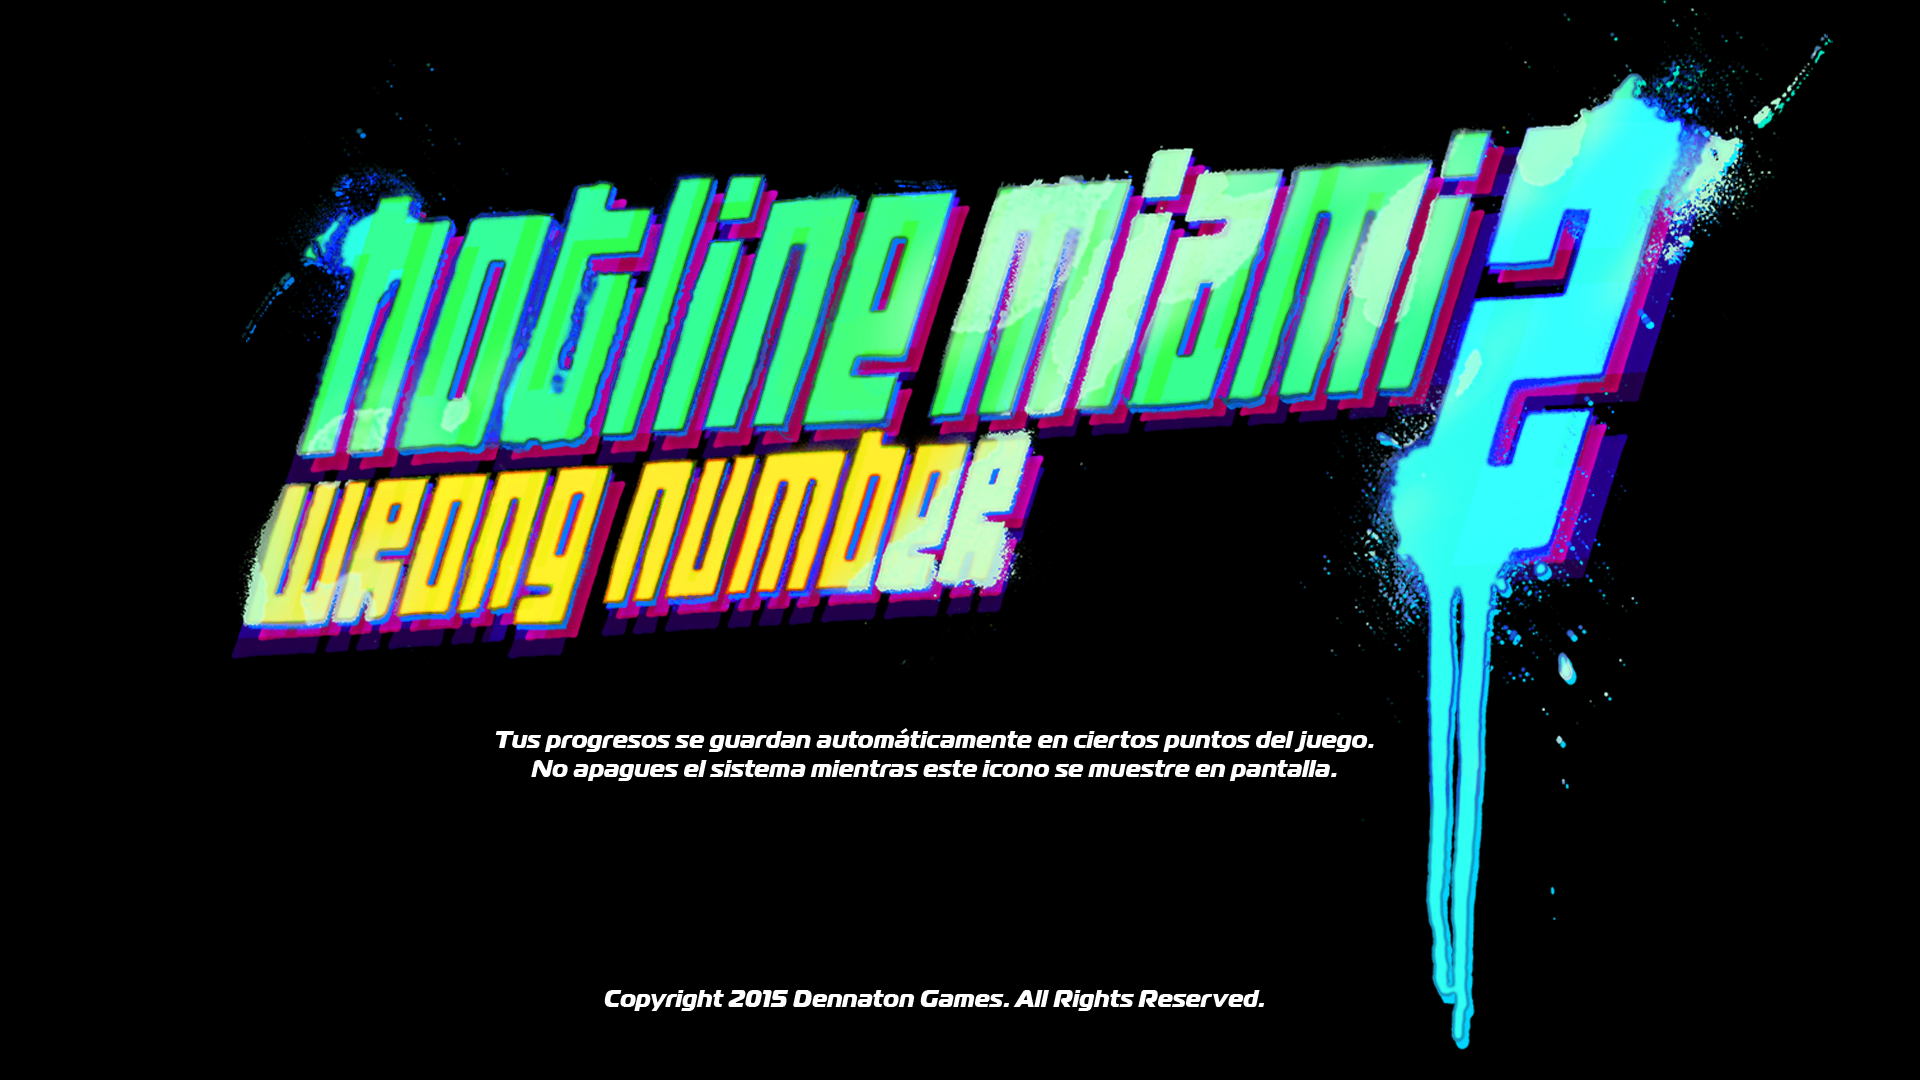 hotline miami 2
wrong number
Tus progresos se guardan automáticamente en ciertos puntos del juego.
No apagues el sistema mientras este icono se muestre en pantalla.
Copyright 2015 Dennaton Games. All Rights Reserved.